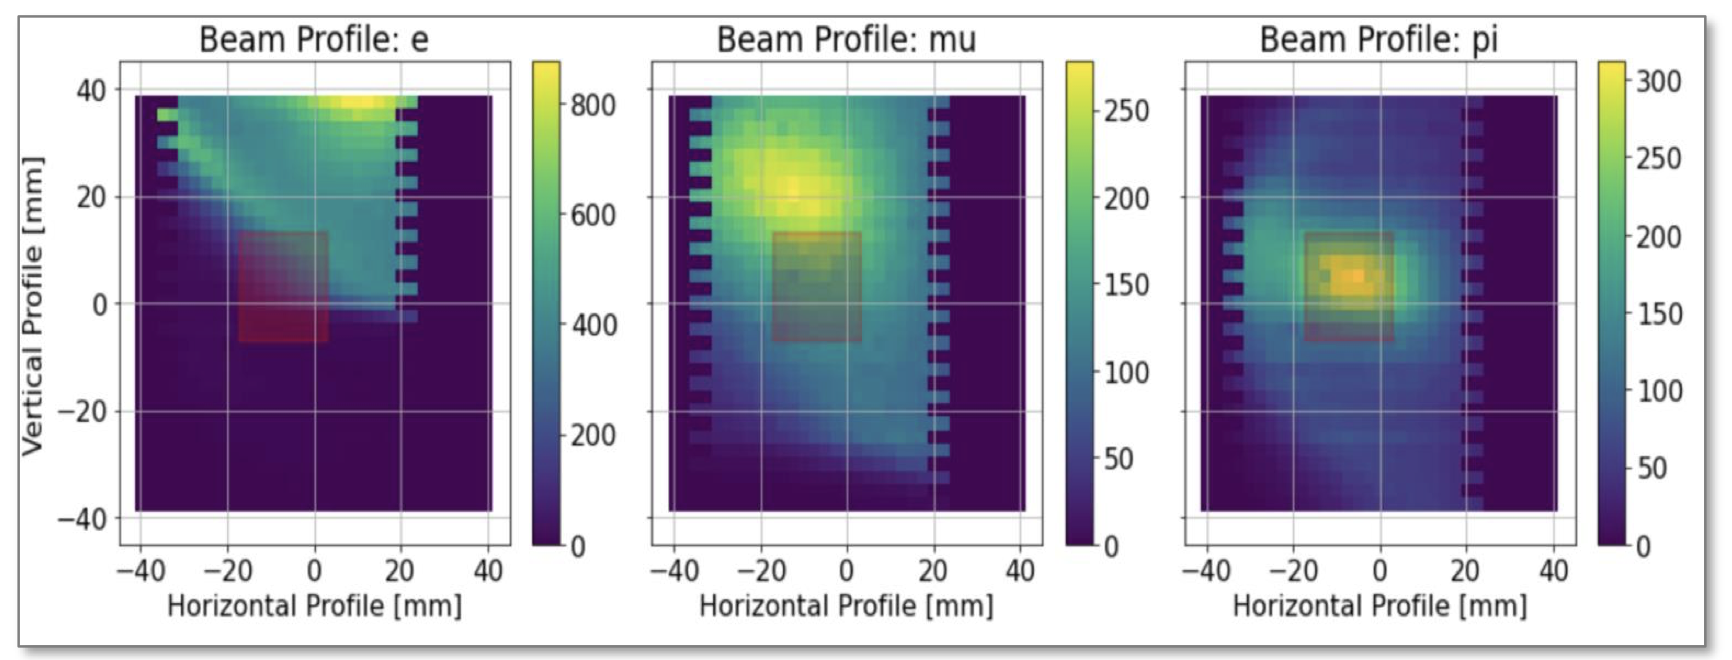 Beam Profile: e
Beam Profile: mu
Beam Profile: pi
Vertical Profile [mm]
40
20
0
−20
−40
−40 −20 0 20 40
Horizontal Profile [mm]
800
600
400
200
0
−40 −20 0 20 40
Horizontal Profile [mm]
250
200
150
100
50
0
−40 −20 0 20 40
Horizontal Profile [mm]
300
250
200
150
100
50
0